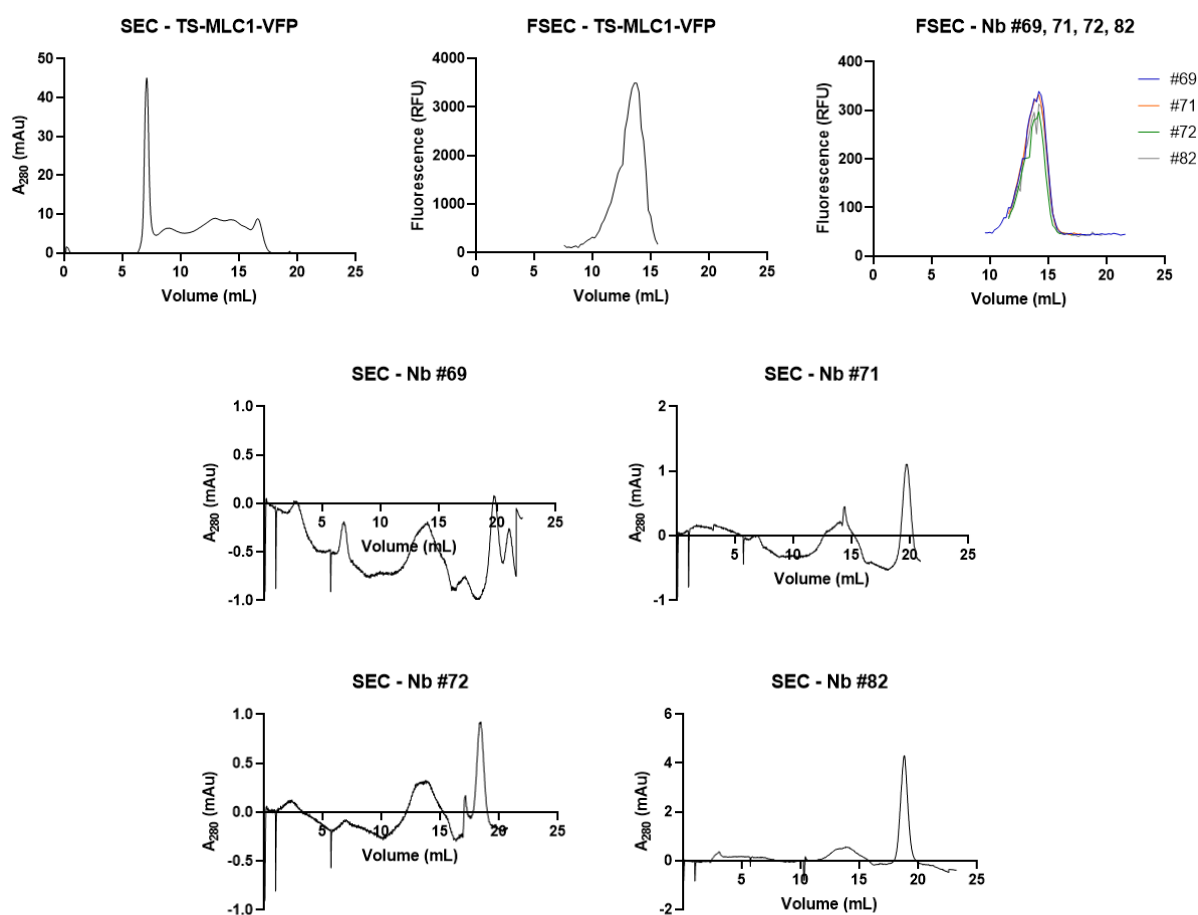 SEC - TS-MLC1-VFP
50
40
30
20
10
0
A280 (mAu)
0 5 10 15 20 25
Volume (mL)
FSEC - TS-MLC1-VFP
4000
3000
2000
1000
0
Fluorescence (RFU)
0 5 10 15 20 25
Volume (mL)
FSEC - Nb #69, 71, 72, 82
400
300
200
100
0
Fluorescence (RFU)
0 5 10 15 20 25
Volume (mL)
#69
#71
#72
#82
SEC - Nb #69
1.0
0.5
0.0
-0.5
-1.0
A280 (mAu)
5 10 15 20 25
Volume (mL)
SEC - Nb #71
2
1
0
-1
A280 (mAu)
5 10 15 20 25
Volume (mL)
SEC - Nb #72
1.0
0.5
0.0
-0.5
-1.0
A280 (mAu)
5 10 15 20 25
Volume (mL)
SEC - Nb #82
6
4
2
0
-2
A280 (mAu)
5 10 15 20 25
Volume (mL)